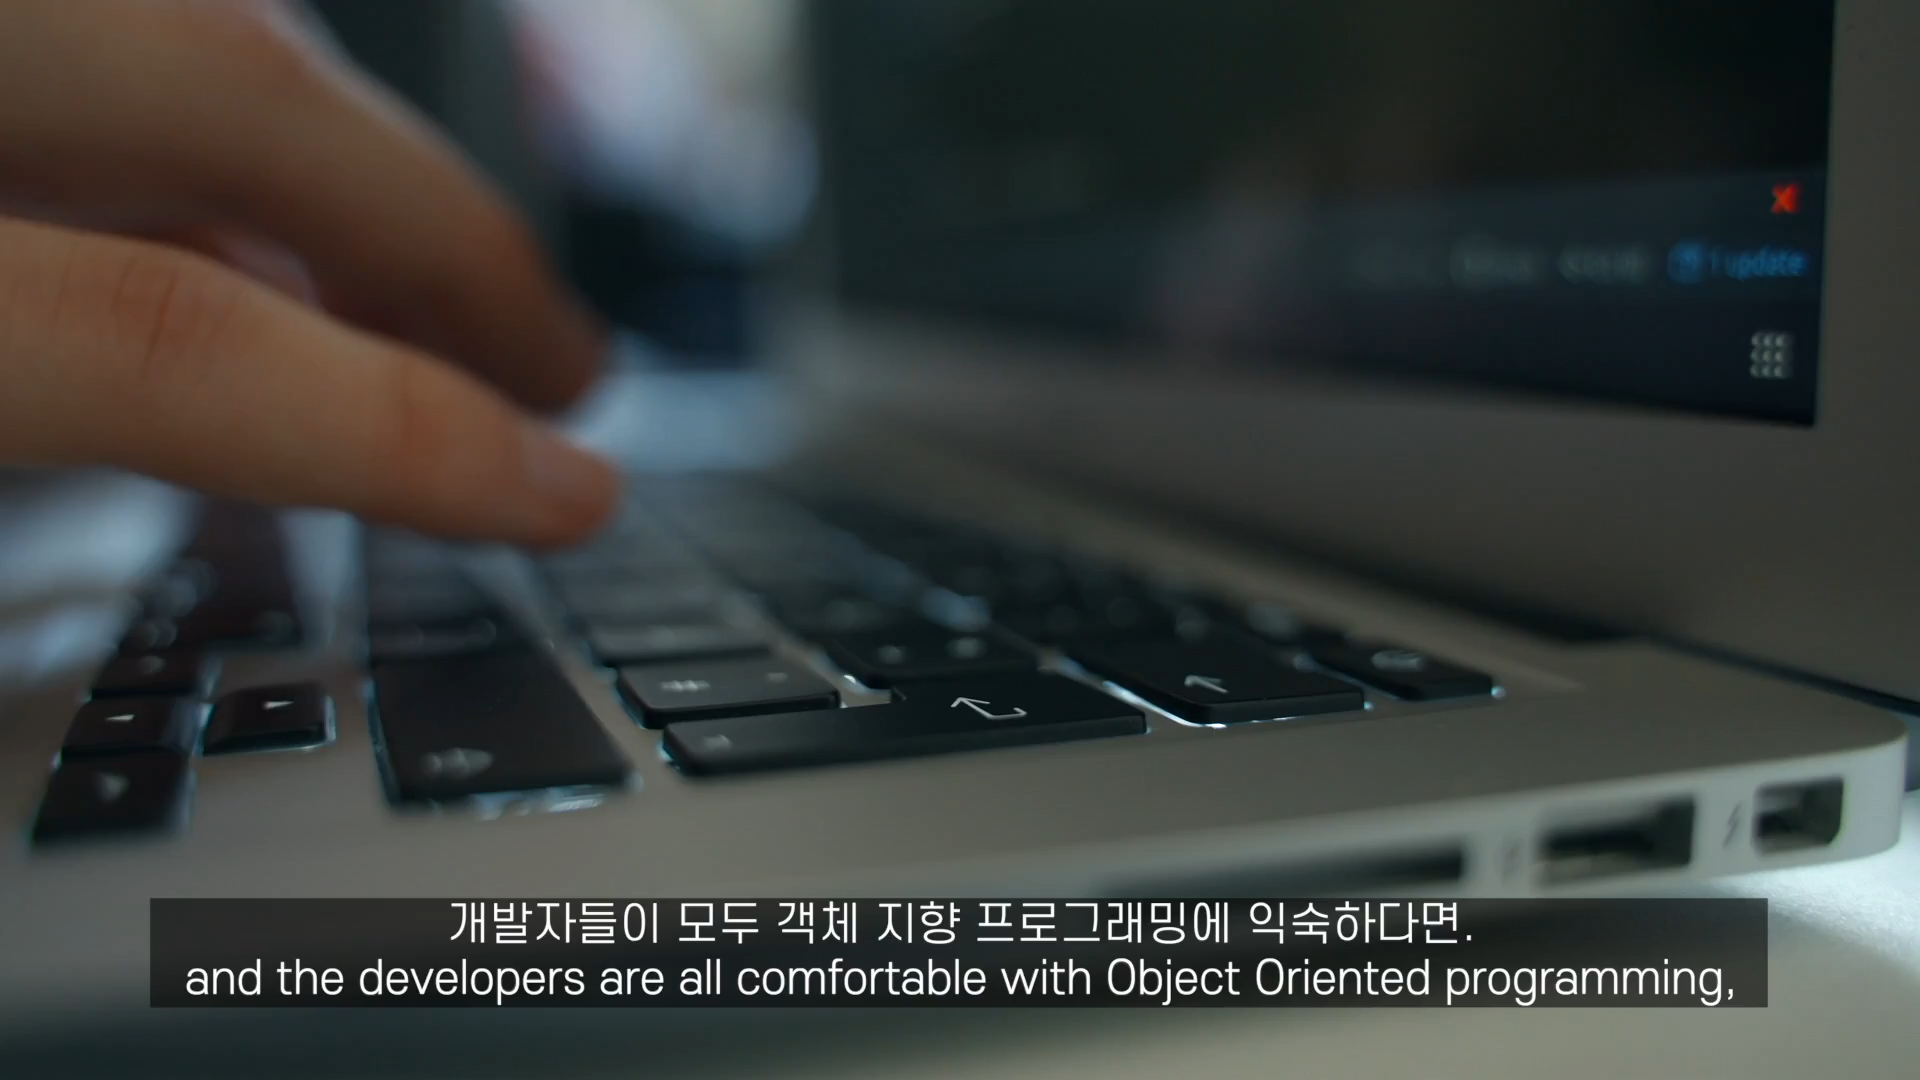 update
개발자들이 모두 객체 지향 프로그래밍에 익숙하다면.
and the developers are all comfortable with Object Oriented programming,